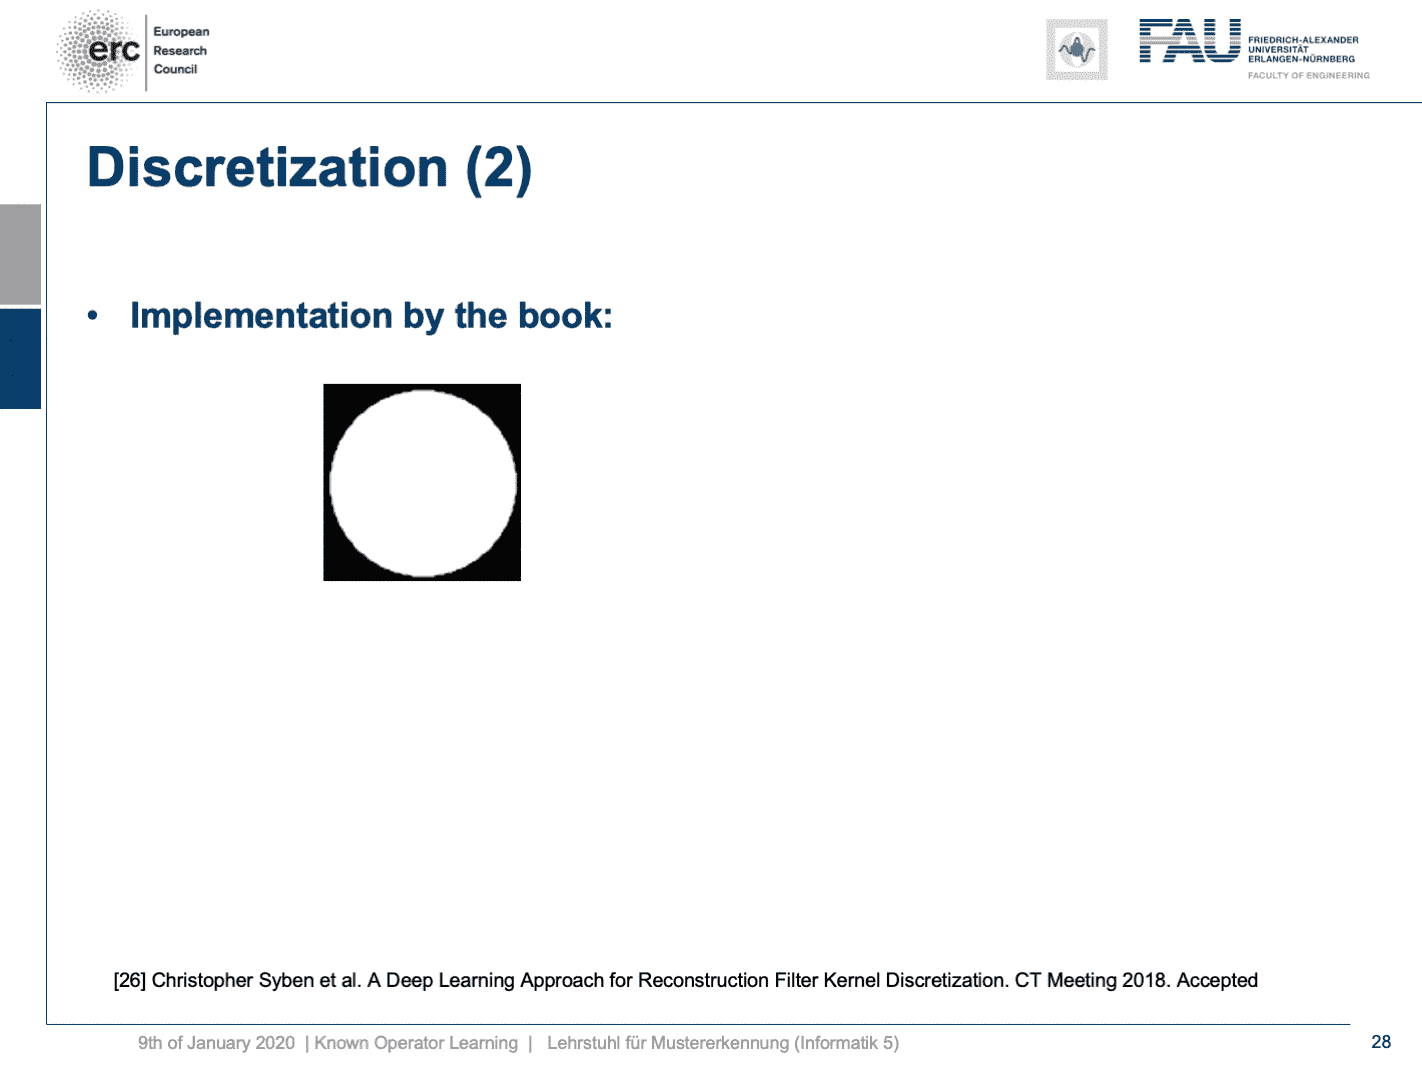 erc
European
Research
Council
FAU
FRIEDRICH-ALEXANDER
UNIVERSITÄT
ERLANGEN-NÜRNBERG
FACULTY OF ENGINEERING
Discretization (2)
• Implementation by the book:
[26] Christopher Syben et al. A Deep Learning Approach for Reconstruction Filter Kernel Discretization. CT Meeting 2018. Accepted
9th of January 2020 | Known Operator Learning | Lehrstuhl für Mustererkennung (Informatik 5)
28